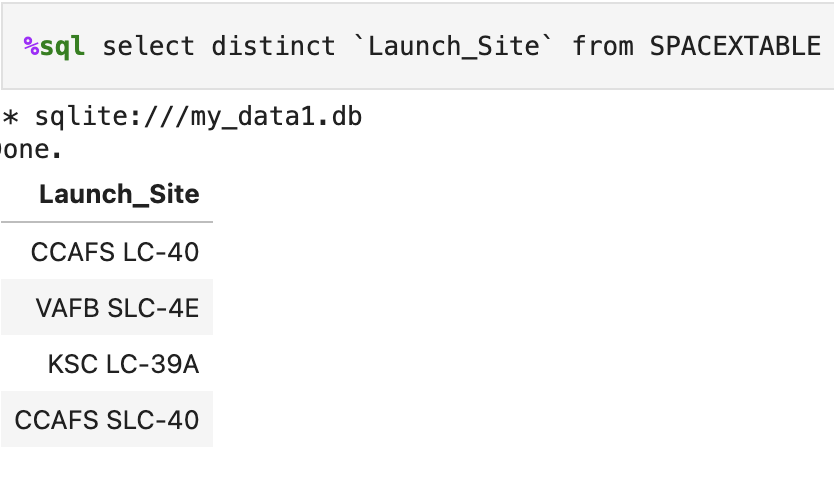 %sql select distinct `Launch_Site` from SPACEXTABLE
* sqlite:///my_data1.db
Done.
Launch_Site
CCAFS LC-40
VAFB SLC-4E
KSC LC-39A
CCAFS SLC-40